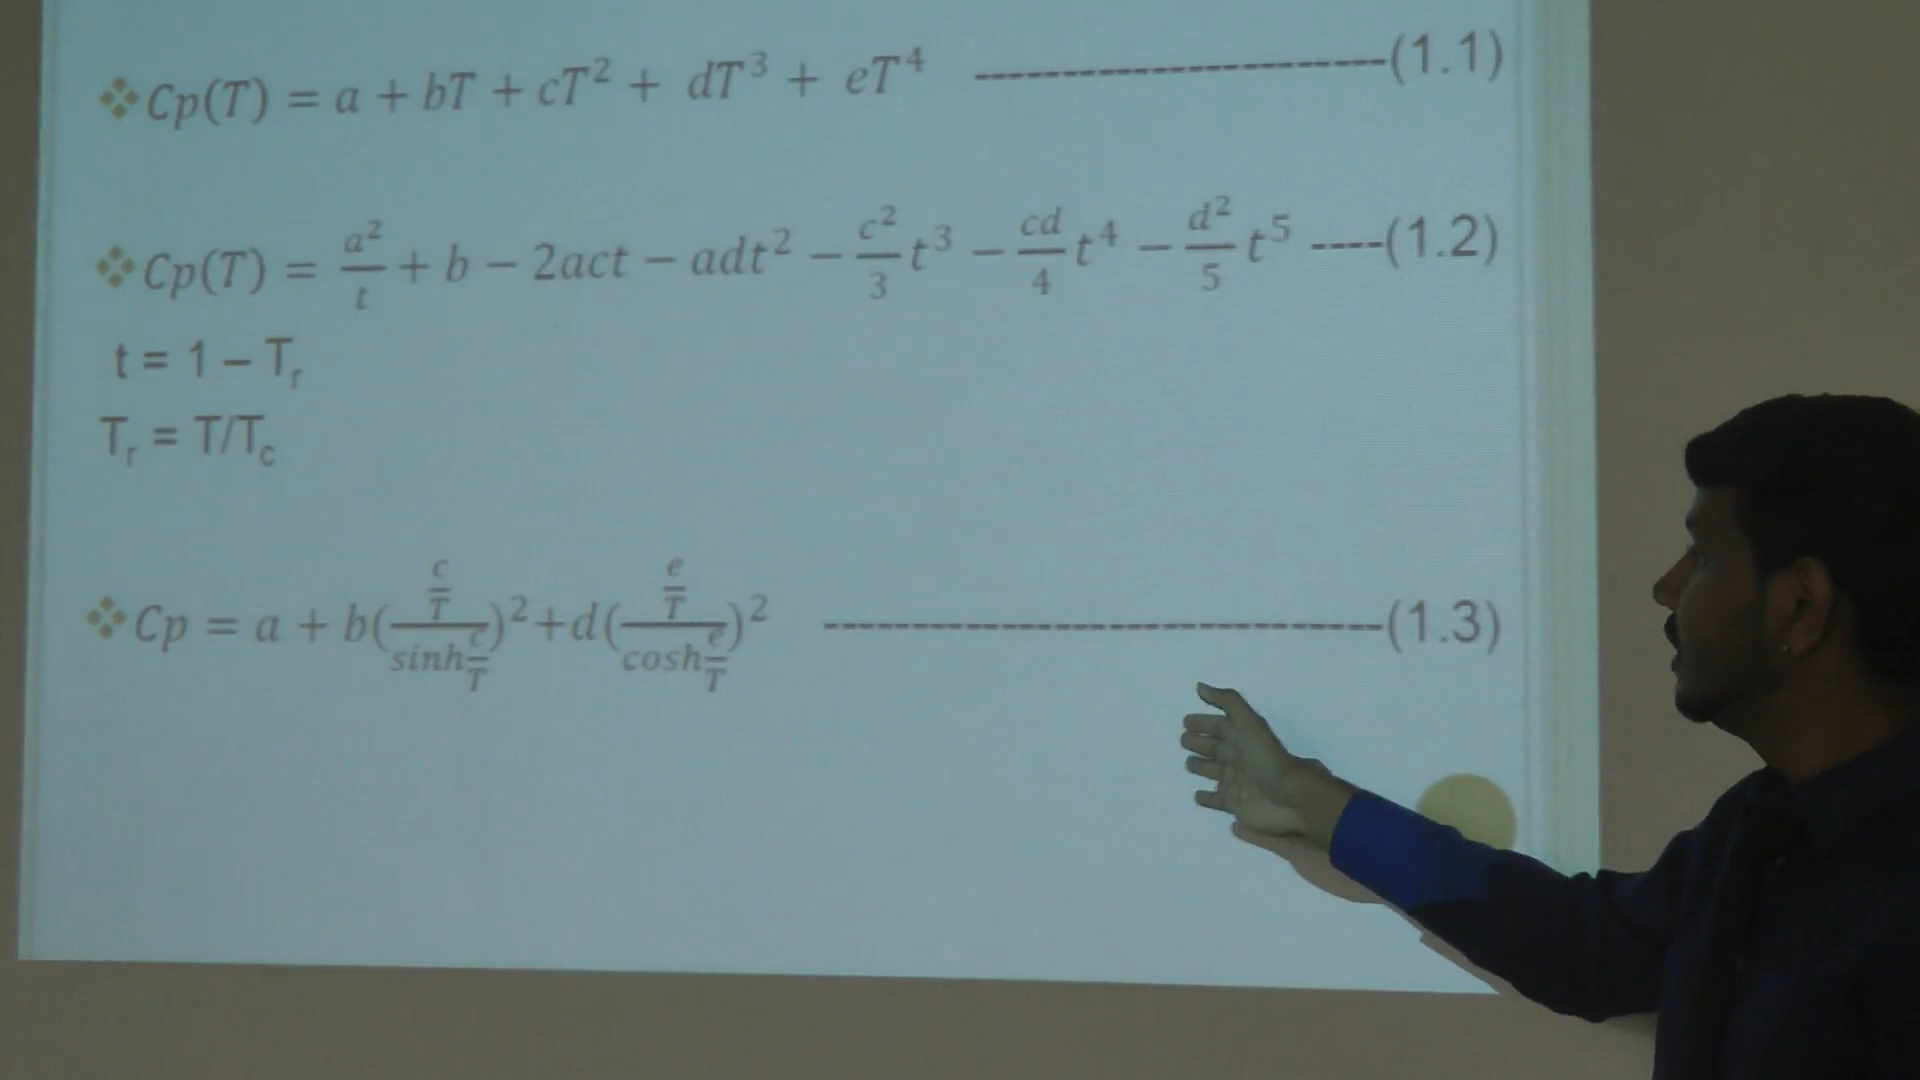 ❖Cp(T) = a + bT + cT² + dT³ + eT⁴ -----------------------(1.1)
❖Cp(T) = a²/t + b − 2act − adt² − c²/3 t³ − cd/4 t⁴ − d²/5 t⁵ ----(1.2)
t = 1 – Tᵣ
Tᵣ = T/T꜀
❖Cp = a + b((c/T)/(sinh c/T))²+d((e/T)/(cosh e/T))² --------------------------------(1.3)